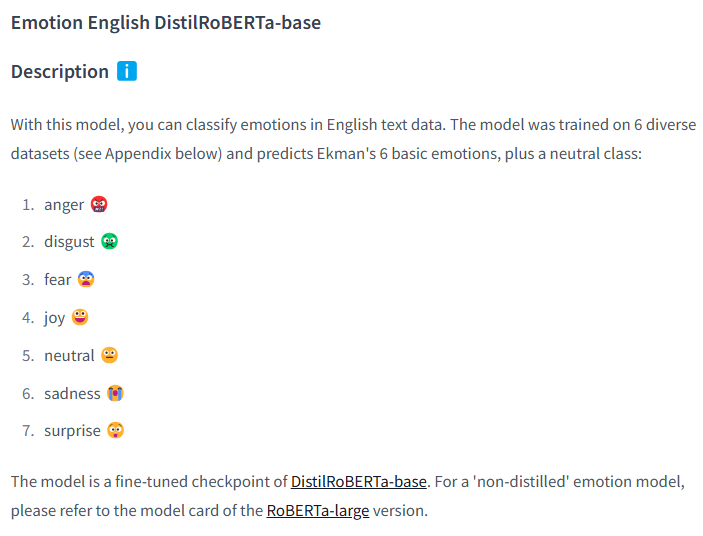 Emotion English DistilRoBERTa-base
Description ℹ️
With this model, you can classify emotions in English text data. The model was trained on 6 diverse
datasets (see Appendix below) and predicts Ekman's 6 basic emotions, plus a neutral class:
1. anger 🤬
2. disgust 🤢
3. fear 😨
4. joy 😀
5. neutral 😐
6. sadness 😭
7. surprise 😲
The model is a fine-tuned checkpoint of DistilRoBERTa-base. For a 'non-distilled' emotion model,
please refer to the model card of the RoBERTa-large version.